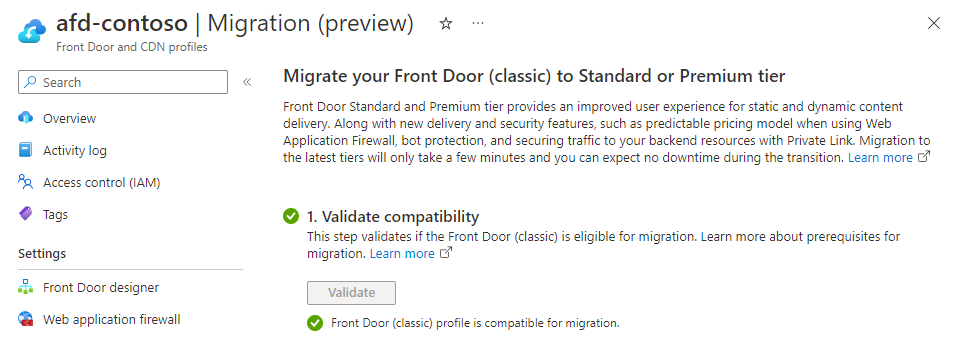 afd-contoso | Migration (preview)
Front Door and CDN profiles
Search
Overview
Activity log
Access control (IAM)
Tags
Settings
Front Door designer
Web application firewall
Migrate your Front Door (classic) to Standard or Premium tier
Front Door Standard and Premium tier provides an improved user experience for static and dynamic content
delivery. Along with new delivery and security features, such as predictable pricing model when using Web
Application Firewall, bot protection, and securing traffic to your backend resources with Private Link. Migration to
the latest tiers will only take a few minutes and you can expect no downtime during the transition. Learn more
1. Validate compatibility
This step validates if the Front Door (classic) is eligible for migration. Learn more about prerequisites for
migration. Learn more
Validate
Front Door (classic) profile is compatible for migration.